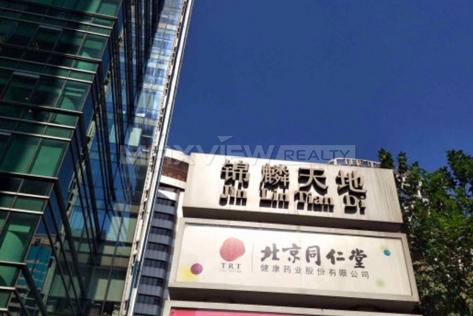 MAXVIEW REALTY
锦麟天地
Jin Lin Tian Di
TRT
北京同仁堂
健康药业股份有限公司